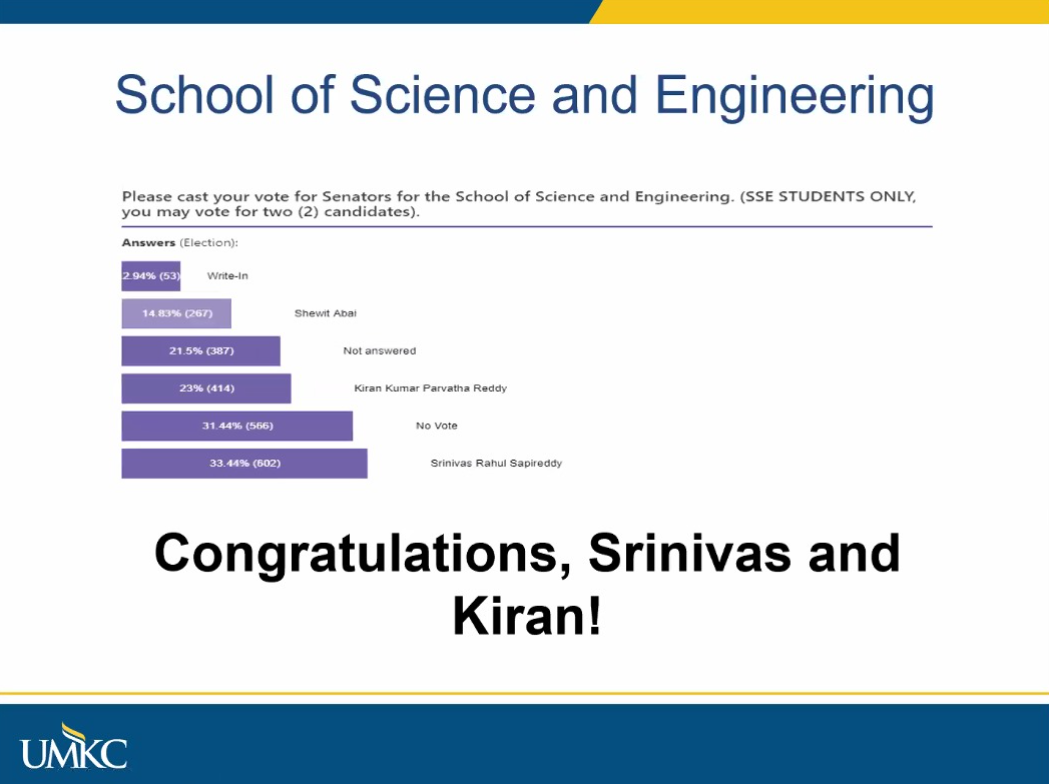 School of Science and Engineering
Please cast your vote for Senators for the School of Science and Engineering. (SSE STUDENTS ONLY,
you may vote for two (2) candidates).
Answers (Election):
2.94% (53) Write-In
14.83% (267) Shewit Abai
21.5% (387) Not answered
23% (414) Kiran Kumar Parvatha Reddy
31.44% (566) No Vote
33.44% (602) Srinivas Rahul Sapireddy
Congratulations, Srinivas and
Kiran!
UMKC